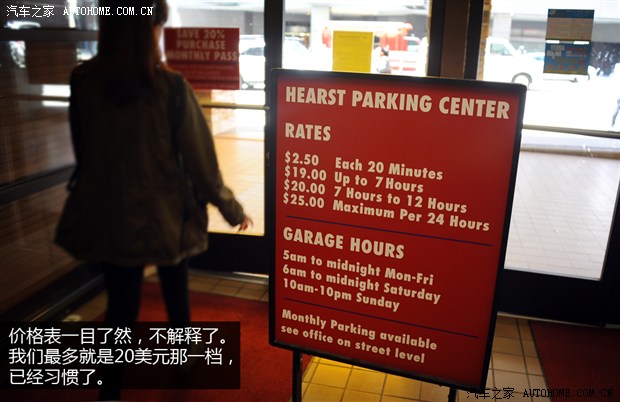 汽车之家 AUTOHOME.COM.CN
SAVE 20%
PURCHASE
MONTHLY PASS
HEARST PARKING CENTER
RATES
$2.50 Each 20 Minutes
$19.00 Up to 7 Hours
$20.00 7 Hours to 12 Hours
$25.00 Maximum Per 24 Hours
GARAGE HOURS
5am to midnight Mon-Fri
6am to midnight Saturday
10am-10pm Sunday
Monthly Parking available
see office on street level
价格表一目了然，不解释了。
我们最多就是20美元那一档，
已经习惯了。
汽车之家 WWW.AUTOHOME.COM.CN